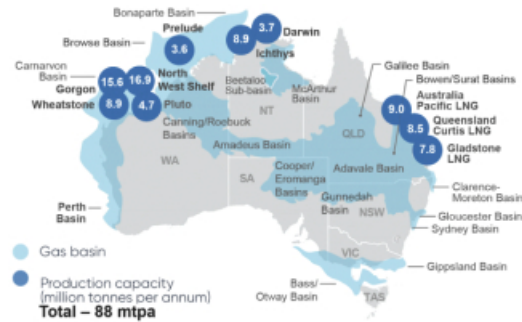 Bonaparte Basin
Prelude
3.7
Darwin
8.9
Browse Basin
3.6
Ichthys
Carnarvon
Basin
Gorgon
15.6
16.9
North
West Shelf
Beetaloo
Sub-basin
McArthur
Basin
Galilee Basin
Bowen/Surat Basins
Wheatstone
8.9
4.7
Pluto
NT
Australia
Pacific LNG
9.0
Canning/Roebuck
Basins
QLD
Queensland
Curtis LNG
8.5
Amadeus Basin
7.8
Gladstone
LNG
WA
Cooper/
Eromanga
Basins
Adavale Basin
SA
Clarence-
Moreton Basin
Perth
Basin
Gunnedah
Basin
NSW
Gloucester Basin
Sydney Basin
Gas basin
VIC
Gippsland Basin
Production capacity
(million tonnes per annum)
Total – 88 mtpa
Bass/
Otway Basin
TAS